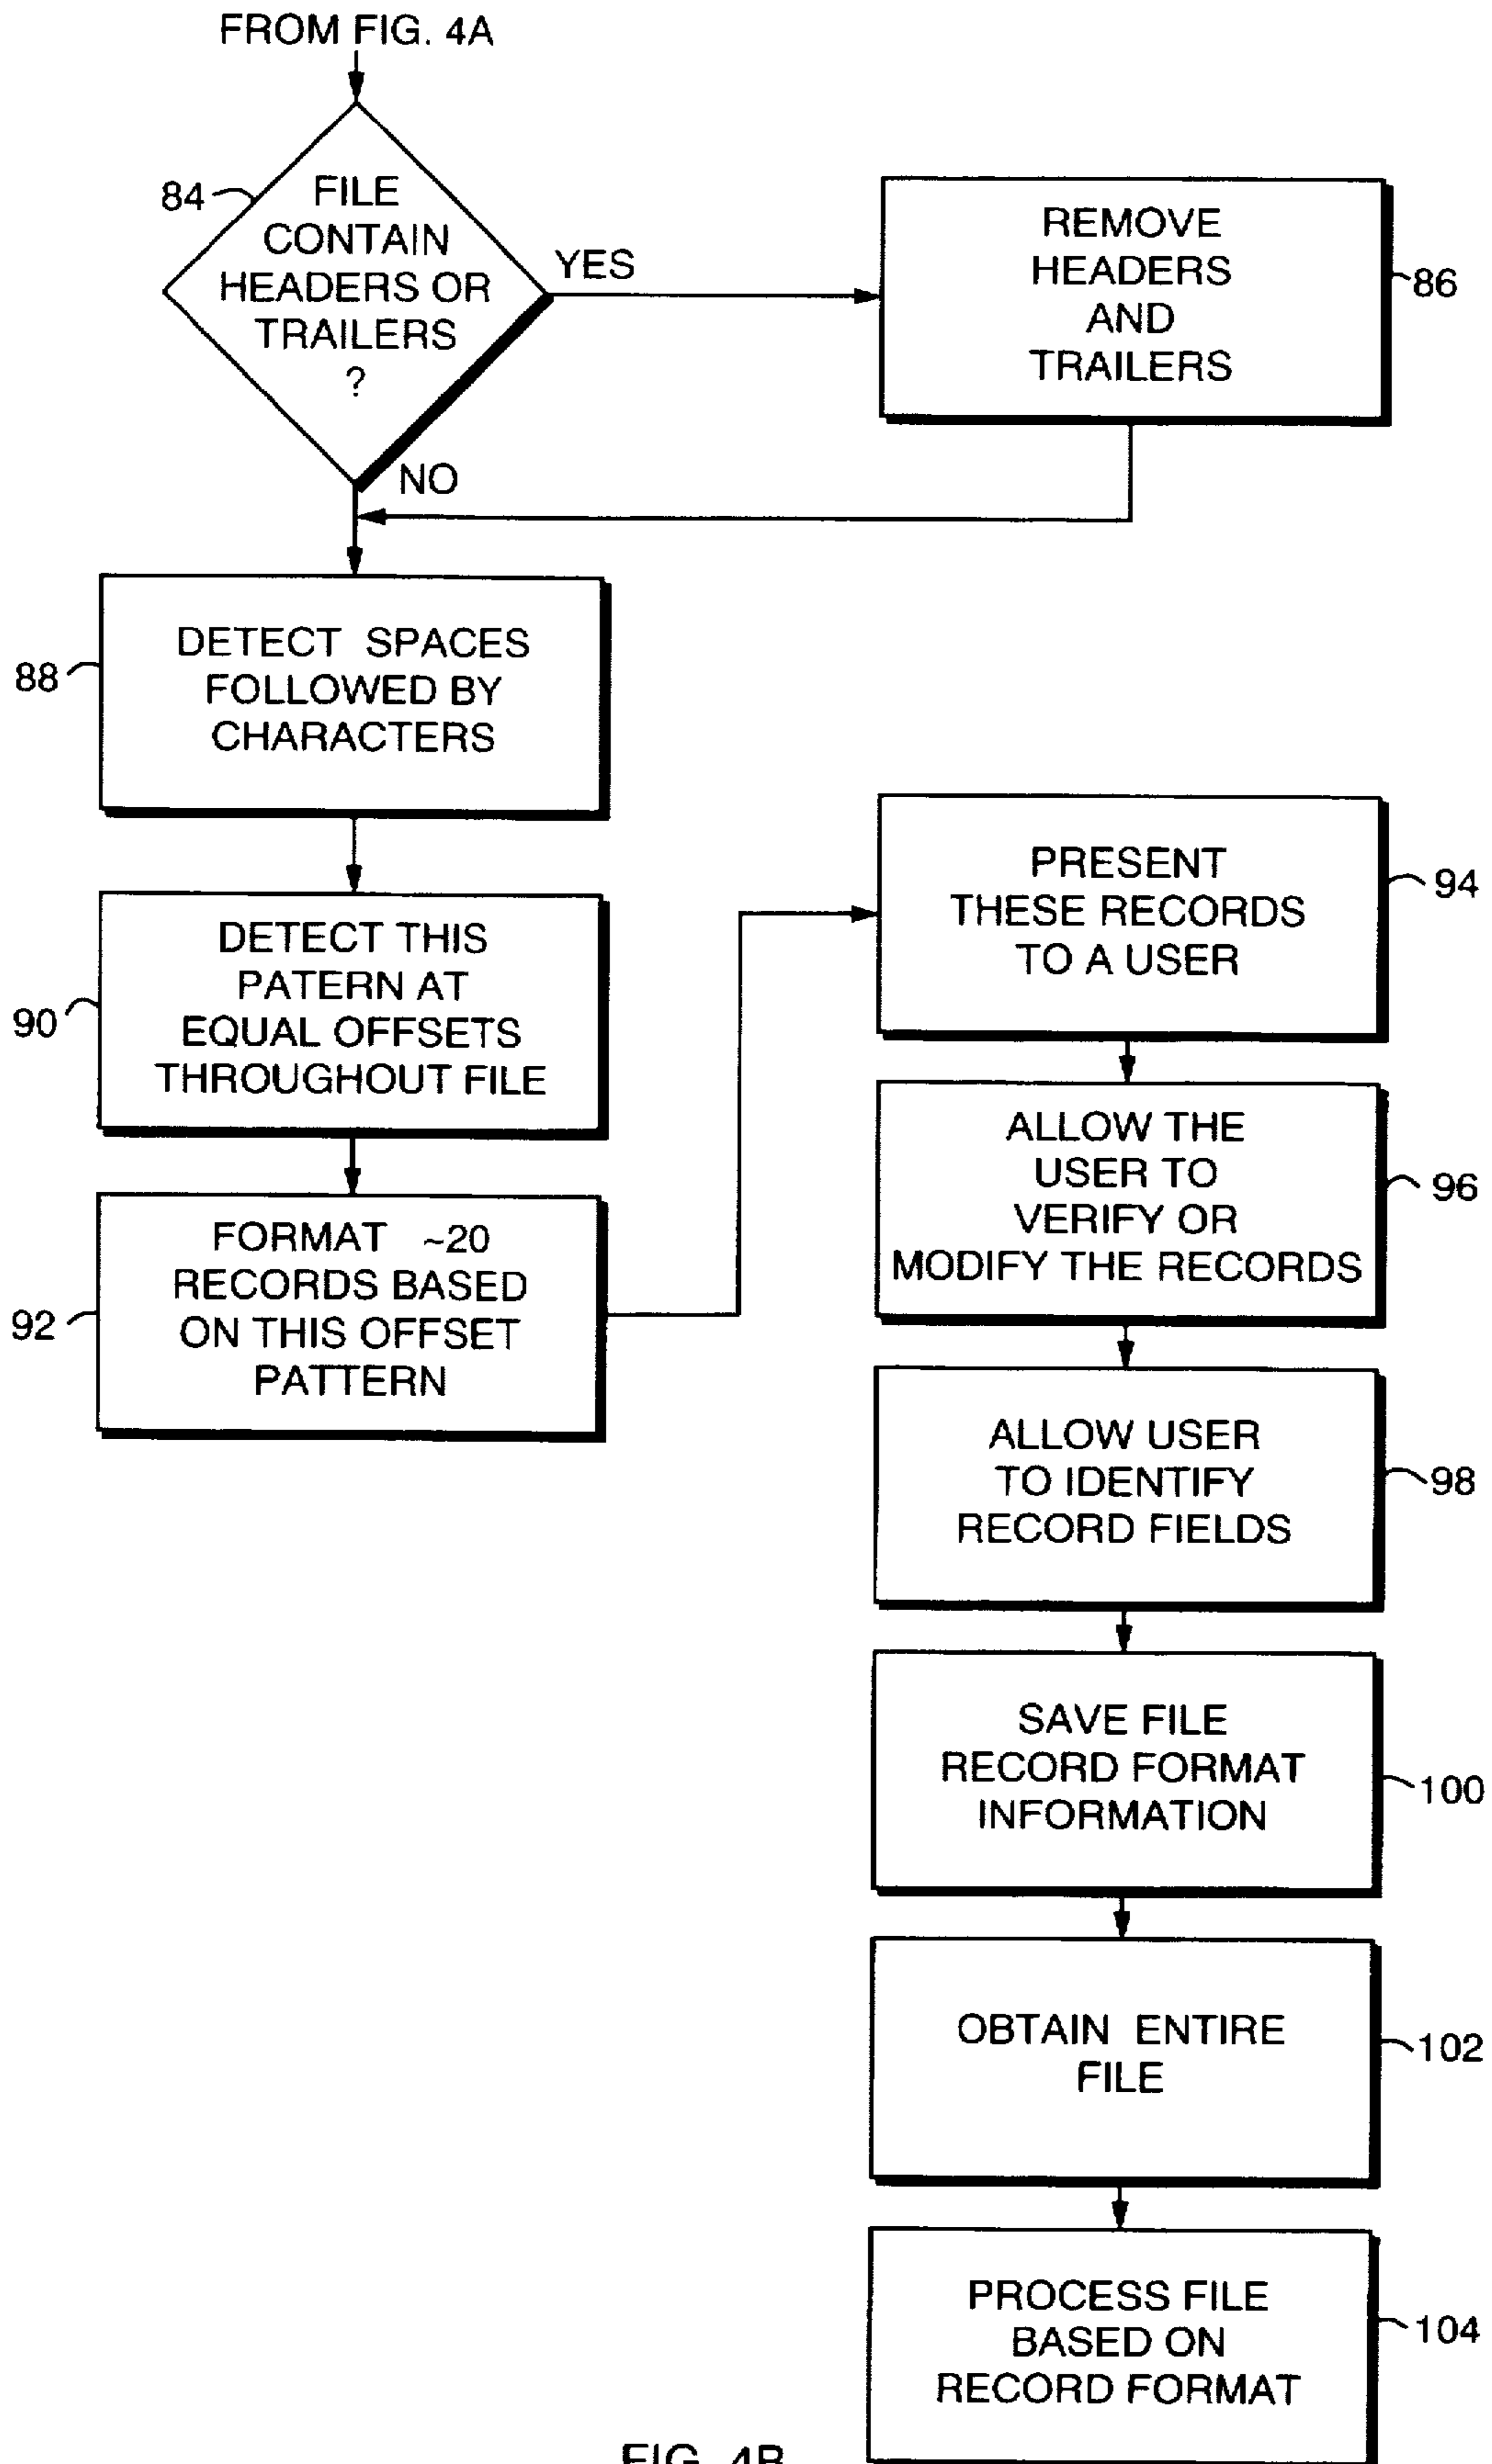 FROM FIG. 4A
84
FILE
CONTAIN
HEADERS OR
TRAILERS
?
YES
NO
REMOVE
HEADERS
AND
TRAILERS
86
88
DETECT SPACES
FOLLOWED BY
CHARACTERS
90
DETECT THIS
PATERN AT
EQUAL OFFSETS
THROUGHOUT FILE
92
FORMAT ~20
RECORDS BASED
ON THIS OFFSET
PATTERN
PRESENT
THESE RECORDS
TO A USER
94
ALLOW THE
USER TO
VERIFY OR
MODIFY THE RECORDS
96
ALLOW USER
TO IDENTIFY
RECORD FIELDS
98
SAVE FILE
RECORD FORMAT
INFORMATION
100
OBTAIN ENTIRE
FILE
102
PROCESS FILE
BASED ON
RECORD FORMAT
104
FIG. 4B